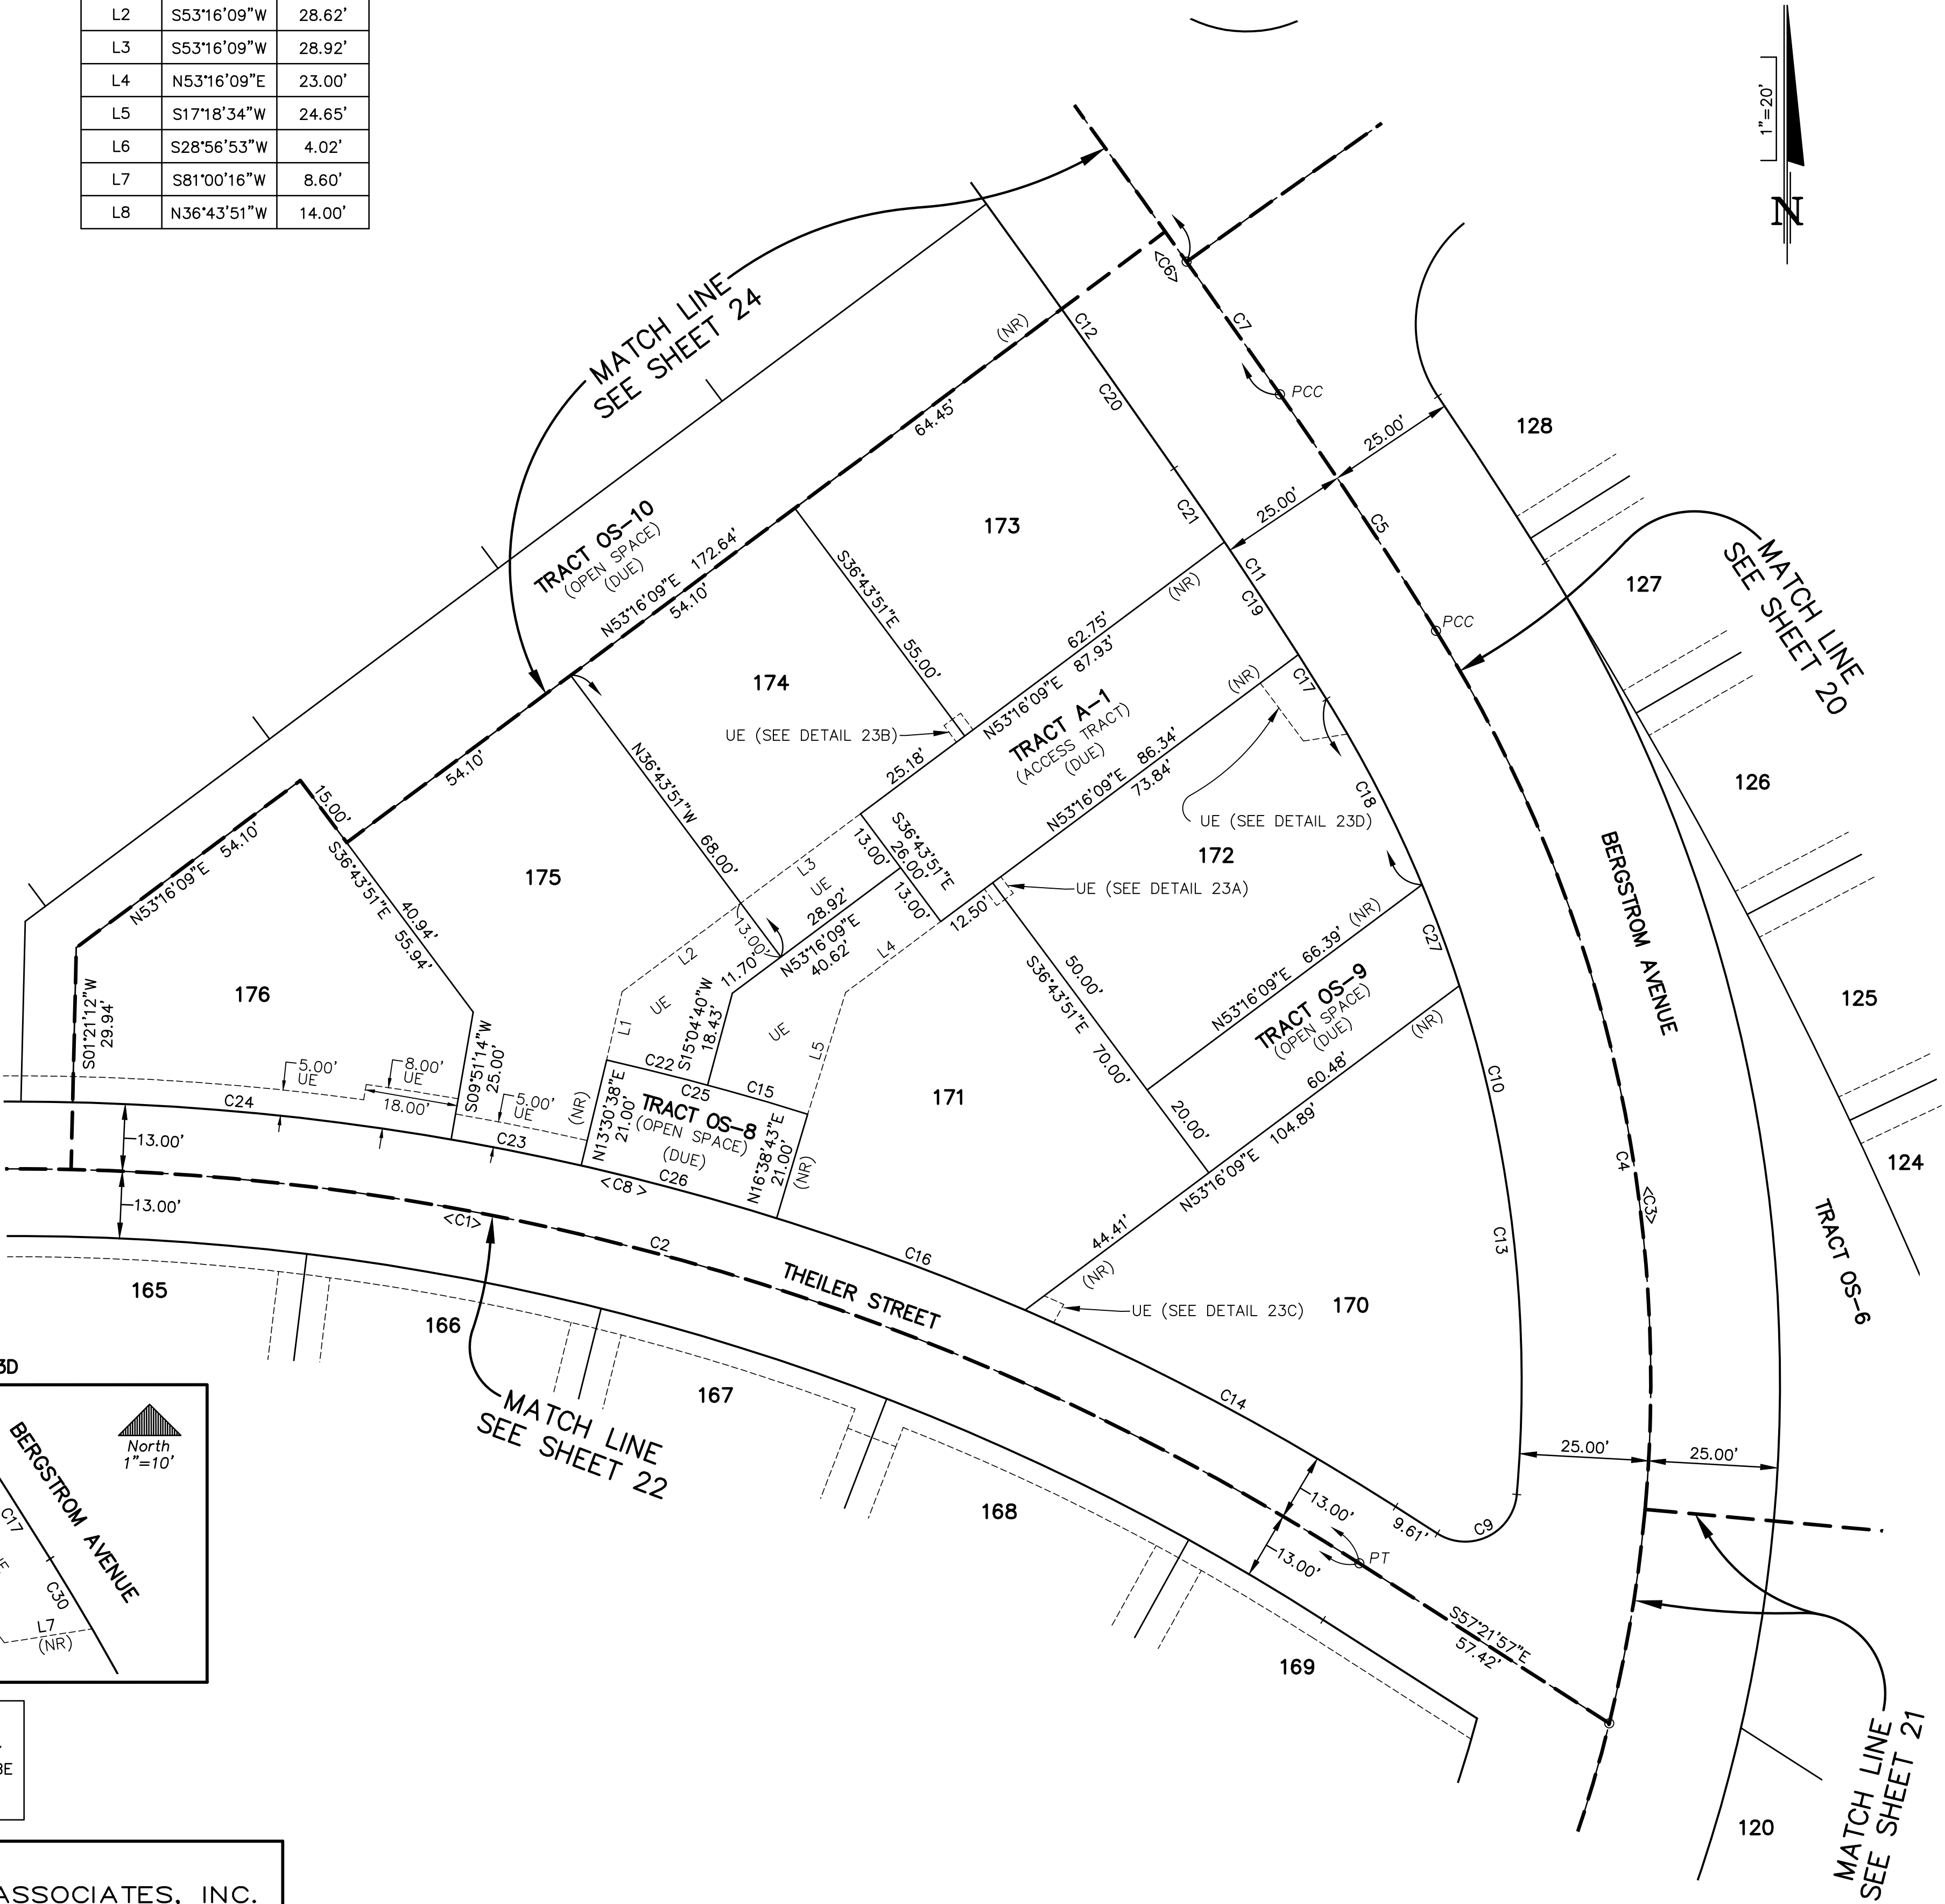 L2 S53°16'09"W 28.62'
L3 S53°16'09"W 28.92'
L4 N53°16'09"E 23.00'
L5 S17°18'34"W 24.65'
L6 S28°56'53"W 4.02'
L7 S81°00'16"W 8.60'
L8 N36°43'51"W 14.00'
1"=20'
N
MATCH LINE
SEE SHEET 24
<C6>
C7
PCC
C12
C20
C21
(NR)
64.45'
25.00'
25.00'
128
C5
PCC
127
MATCH LINE
SEE SHEET 20
126
125
124
TRACT OS-10
(OPEN SPACE)
(DUE)
N53°16'09"E 172.64'
54.10'
173
S36°43'51"E 55.00'
C11
C19
(NR)
62.75'
N53°16'09"E 87.93'
TRACT A-1
(ACCESS TRACT)
(DUE)
(NR)
C17
174
UE (SEE DETAIL 23B)
25.18'
N53°16'09"E 86.34'
73.84'
C18
UE (SEE DETAIL 23D)
172
UE (SEE DETAIL 23A)
BERGSTROM AVENUE
54.10'
N36°43'51"W 68.00'
S36°43'51"E
26.00'
13.00'
13.00'
12.50'
L3
UE
28.92'
13.00'
N53°16'09"E
40.62'
11.70'
L4
L2
UE
L1
S15°04'40"W
18.43'
UE
L5
175
15.00'
S36°43'51"E 55.94'
40.94'
N53°16'09"E 54.10'
176
S01°21'12"W
29.94'
S09°51'14"W
25.00'
5.00'
UE
8.00'
UE
18.00'
5.00'
UE
C24
C23
(NR)
N13°30'38"E
21.00'
C22
C25
C15
TRACT OS-8
(OPEN SPACE)
(DUE)
C26
N16°38'43"E
21.00'
(NR)
<C8 >
171
50.00'
S36°43'51"E 70.00'
20.00'
N53°16'09"E 66.39'
(NR)
C27
TRACT OS-9
(OPEN SPACE)
(DUE)
(NR)
60.48'
N53°16'09"E 104.89'
44.41'
(NR)
C10
C13
C4
<C3>
TRACT OS-6
13.00'
13.00'
<C1>
C2
C16
THEILER STREET
UE (SEE DETAIL 23C)
170
C14
165
166
167
168
169
MATCH LINE
SEE SHEET 22
13.00'
13.00'
9.61'
C9
PT
25.00'
25.00'
S57°21'57"E
57.42'
MATCH LINE
SEE SHEET 21
120
3D
BERGSTROM AVENUE
North
1"=10'
C17
C30
L7
(NR)
BE
ASSOCIATES, INC.